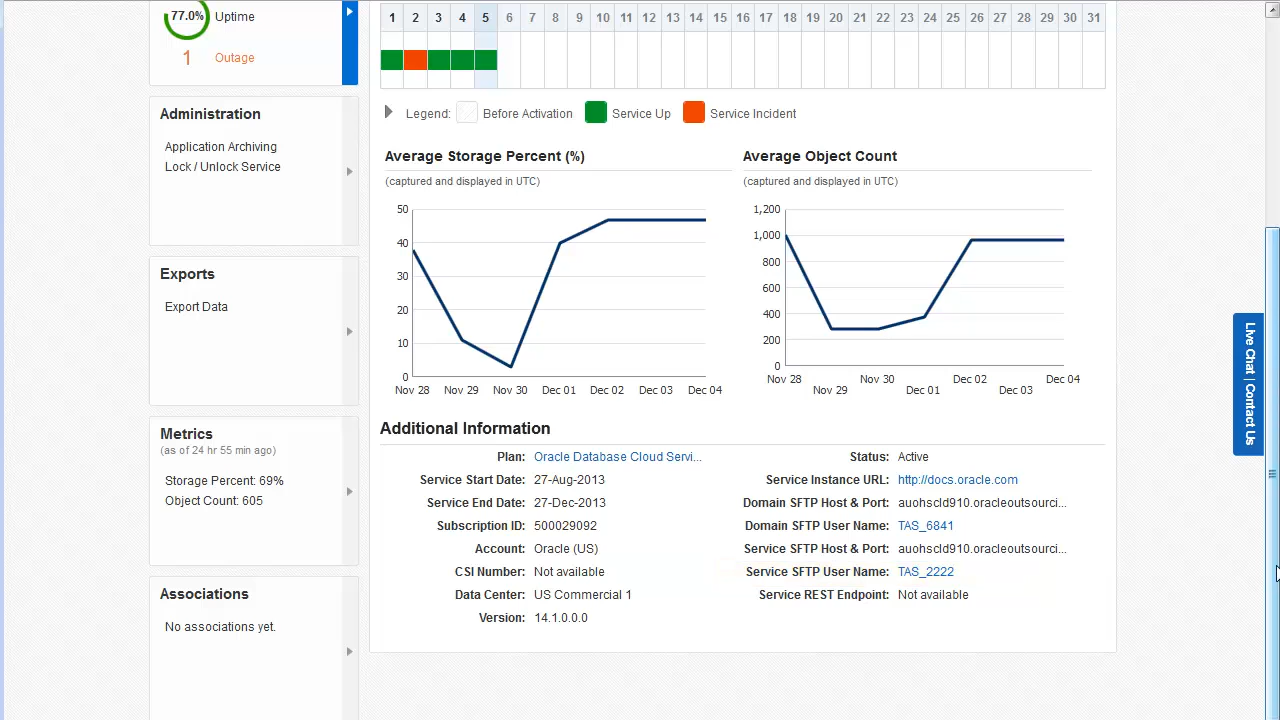 77.0%
Uptime
1
Outage
1 2 3 4 5 6 7 8 9 10 11 12 13 14 15 16 17 18 19 20 21 22 23 24 25 26 27 28 29 30 31
Legend: Before Activation Service Up Service Incident
Administration
Application Archiving
Lock / Unlock Service
Exports
Export Data
Metrics
(as of 24 hr 55 min ago)
Storage Percent: 69%
Object Count: 605
Associations
No associations yet.
Average Storage Percent (%)
(captured and displayed in UTC)
50
40
30
20
10
0
Nov 28 Nov 29 Nov 30 Dec 01 Dec 02 Dec 03 Dec 04
Average Object Count
(captured and displayed in UTC)
1,200
1,000
800
600
400
200
0
Nov 28 Nov 29 Nov 30 Dec 01 Dec 02 Dec 03 Dec 04
Additional Information
Plan: Oracle Database Cloud Servi...
Service Start Date: 27-Aug-2013
Service End Date: 27-Dec-2013
Subscription ID: 500029092
Account: Oracle (US)
CSI Number: Not available
Data Center: US Commercial 1
Version: 14.1.0.0.0
Status: Active
Service Instance URL: http://docs.oracle.com
Domain SFTP Host & Port: auohscld910.oracleoutsourci...
Domain SFTP User Name: TAS_6841
Service SFTP Host & Port: auohscld910.oracleoutsourci...
Service SFTP User Name: TAS_2222
Service REST Endpoint: Not available
Live Chat | Contact Us